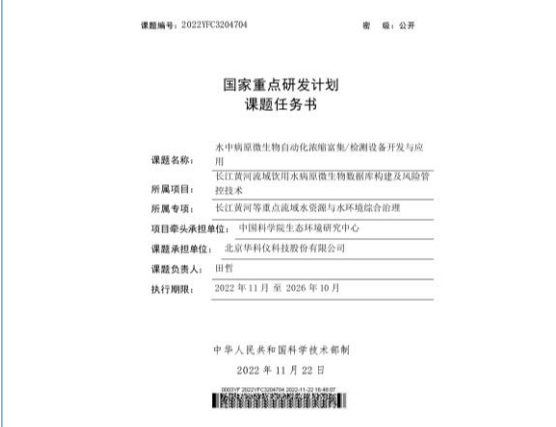 课题编号：2022YFC3204704
密 级：公开
国家重点研发计划
课题任务书
水中病原微生物自动化浓缩富集/检测设备开发与应
课题名称：用
长江黄河流域饮用水病原微生物数据库构建及风险管
所属项目：控技术
所属专项：长江黄河等重点流域水资源与水环境综合治理
项目牵头承担单位：中国科学院生态环境研究中心
课题承担单位：北京华科仪科技股份有限公司
课题负责人：田哲
执行期限：2022 年 11 月 至 2026 年 10 月
中华人民共和国科学技术部制
2022 年 11 月 22 日
0003YF 2022YFC3204704 2022-11-22 16:46:07